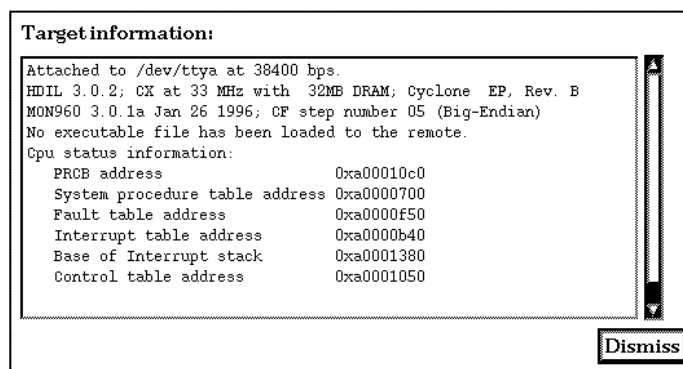 Target information:
Attached to /dev/ttya at 38400 bps.
HDIL 3.0.2; CX at 33 MHz with 32MB DRAM; Cyclone EP, Rev. B
MON960 3.0.1a Jan 26 1996; CF step number 05 (Big-Endian)
No executable file has been loaded to the remote.
Cpu status information:
PRCB address 0xa00010c0
System procedure table address 0xa0000700
Fault table address 0xa0000f50
Interrupt table address 0xa0000b40
Base of Interrupt stack 0xa0001380
Control table address 0xa0001050
Dismiss